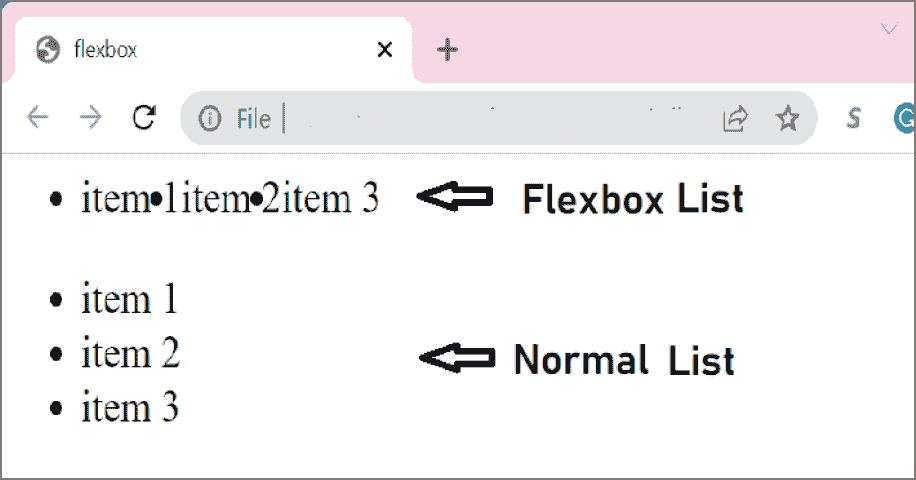 flexbox
File
• item•1item•2item 3 Flexbox List
• item 1
• item 2 Normal List
• item 3